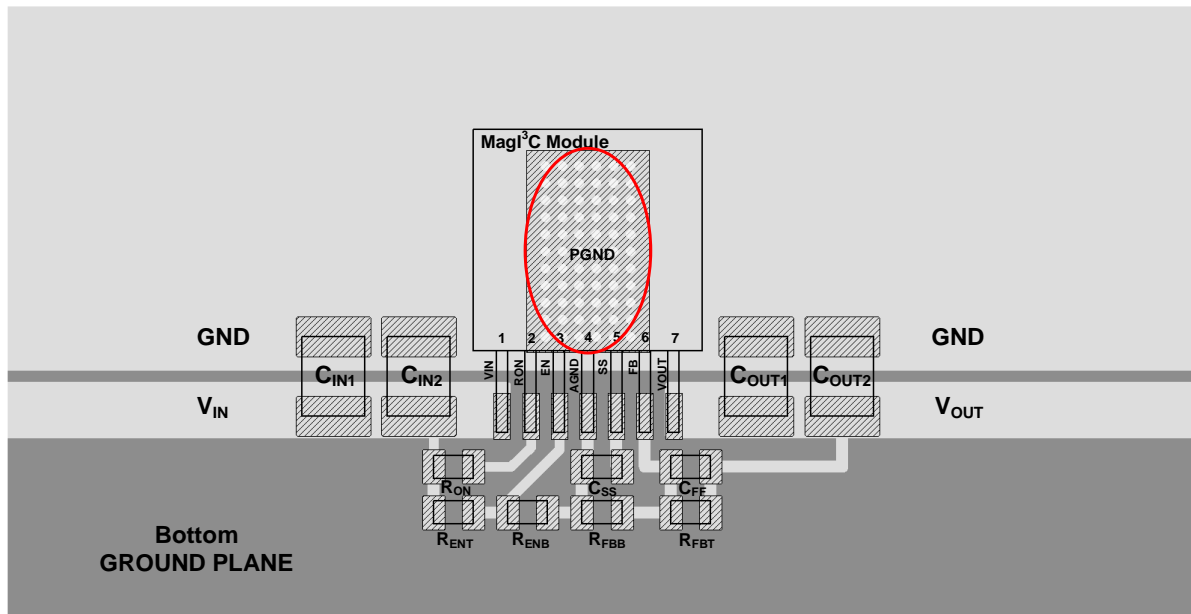 MagI³C Module
PGND
1 2 3 4 5 6 7
GND
GND
VIN
RON
EN
AGND
SS
FB
VOUT
CIN1
CIN2
COUT1
COUT2
VIN
VOUT
RON
CSS
CFF
RENT
RENB
RFBB
RFBT
Bottom
GROUND PLANE